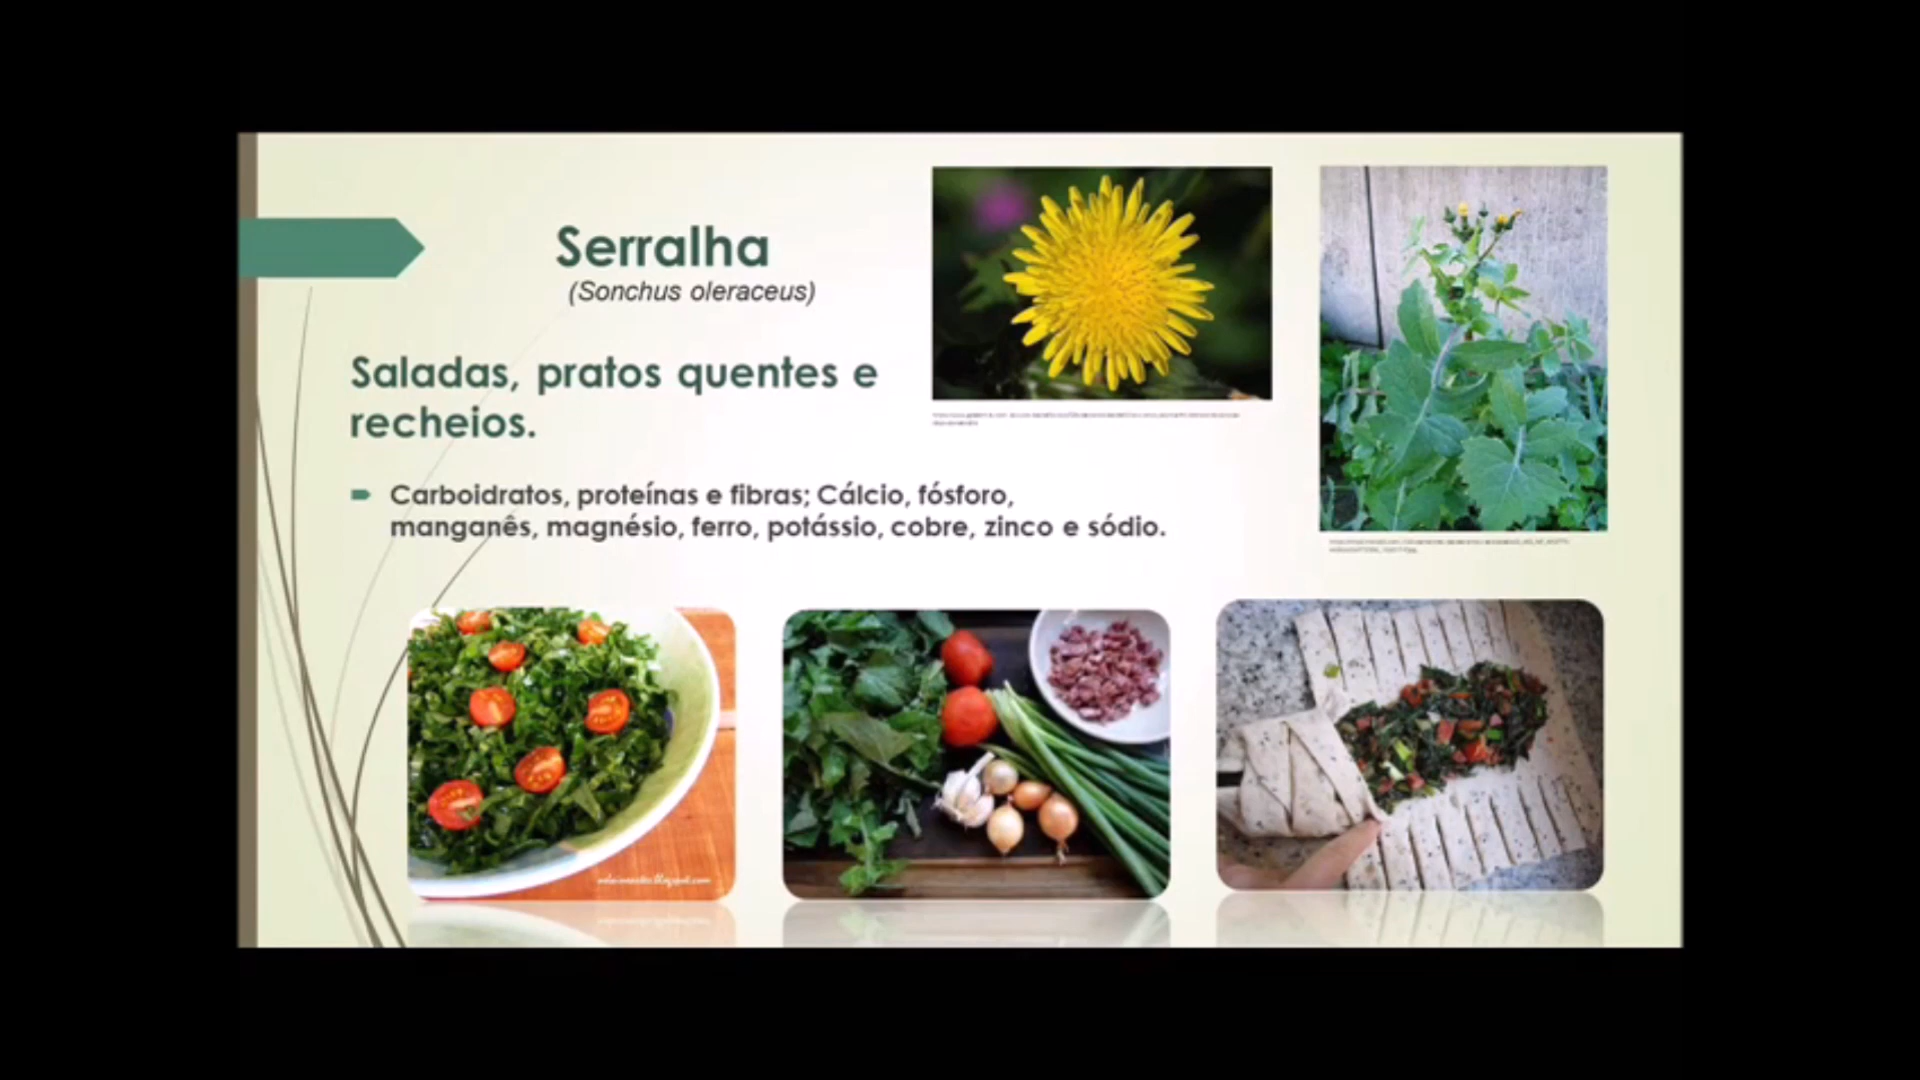 Serralha
(Sonchus oleraceus)
Saladas, pratos quentes e
recheios.
Carboidratos, proteínas e fibras; Cálcio, fósforo,
manganês, magnésio, ferro, potássio, cobre, zinco e sódio.